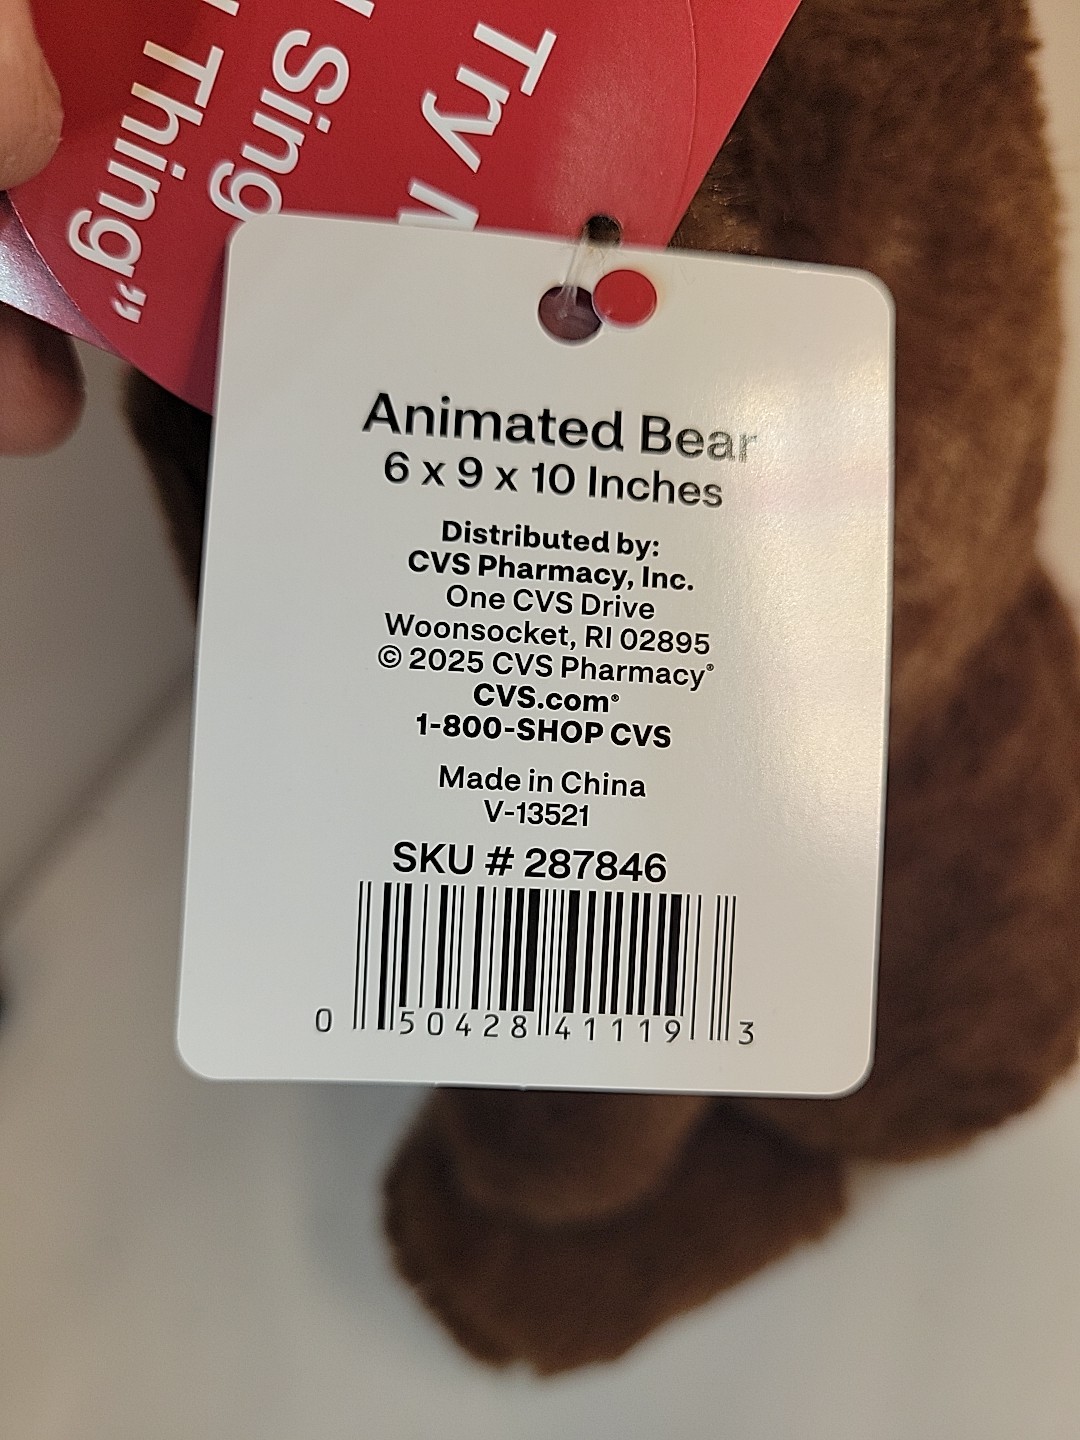 Try
Sing
Thing"
Animated Bear
6 x 9 x 10 Inches
Distributed by:
CVS Pharmacy, Inc.
One CVS Drive
Woonsocket, RI 02895
© 2025 CVS Pharmacy®
CVS.com®
1-800-SHOP CVS
Made in China
V-13521
SKU # 287846
0 50428 41119 3